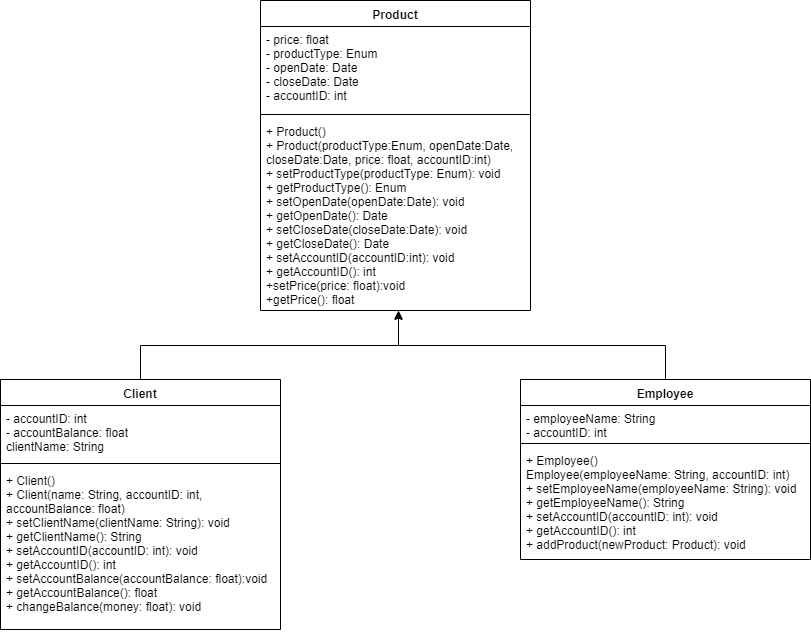 Product
- price: float
- productType: Enum
- openDate: Date
- closeDate: Date
- accountID: int
+ Product()
+ Product(productType:Enum, openDate:Date,
closeDate:Date, price: float, accountID:int)
+ setProductType(productType: Enum): void
+ getProductType(): Enum
+ setOpenDate(openDate:Date): void
+ getOpenDate(): Date
+ setCloseDate(closeDate:Date): void
+ getCloseDate(): Date
+ setAccountID(accountID:int): void
+ getAccountID(): int
+setPrice(price: float):void
+getPrice(): float
Client
- accountID: int
- accountBalance: float
clientName: String
+ Client()
+ Client(name: String, accountID: int,
accountBalance: float)
+ setClientName(clientName: String): void
+ getClientName(): String
+ setAccountID(accountID: int): void
+ getAccountID(): int
+ setAccountBalance(accountBalance: float):void
+ getAccountBalance(): float
+ changeBalance(money: float): void
Employee
- employeeName: String
- accountID: int
+ Employee()
Employee(employeeName: String, accountID: int)
+ setEmployeeName(employeeName: String): void
+ getEmployeeName(): String
+ setAccountID(accountID: int): void
+ getAccountID(): int
+ addProduct(newProduct: Product): void